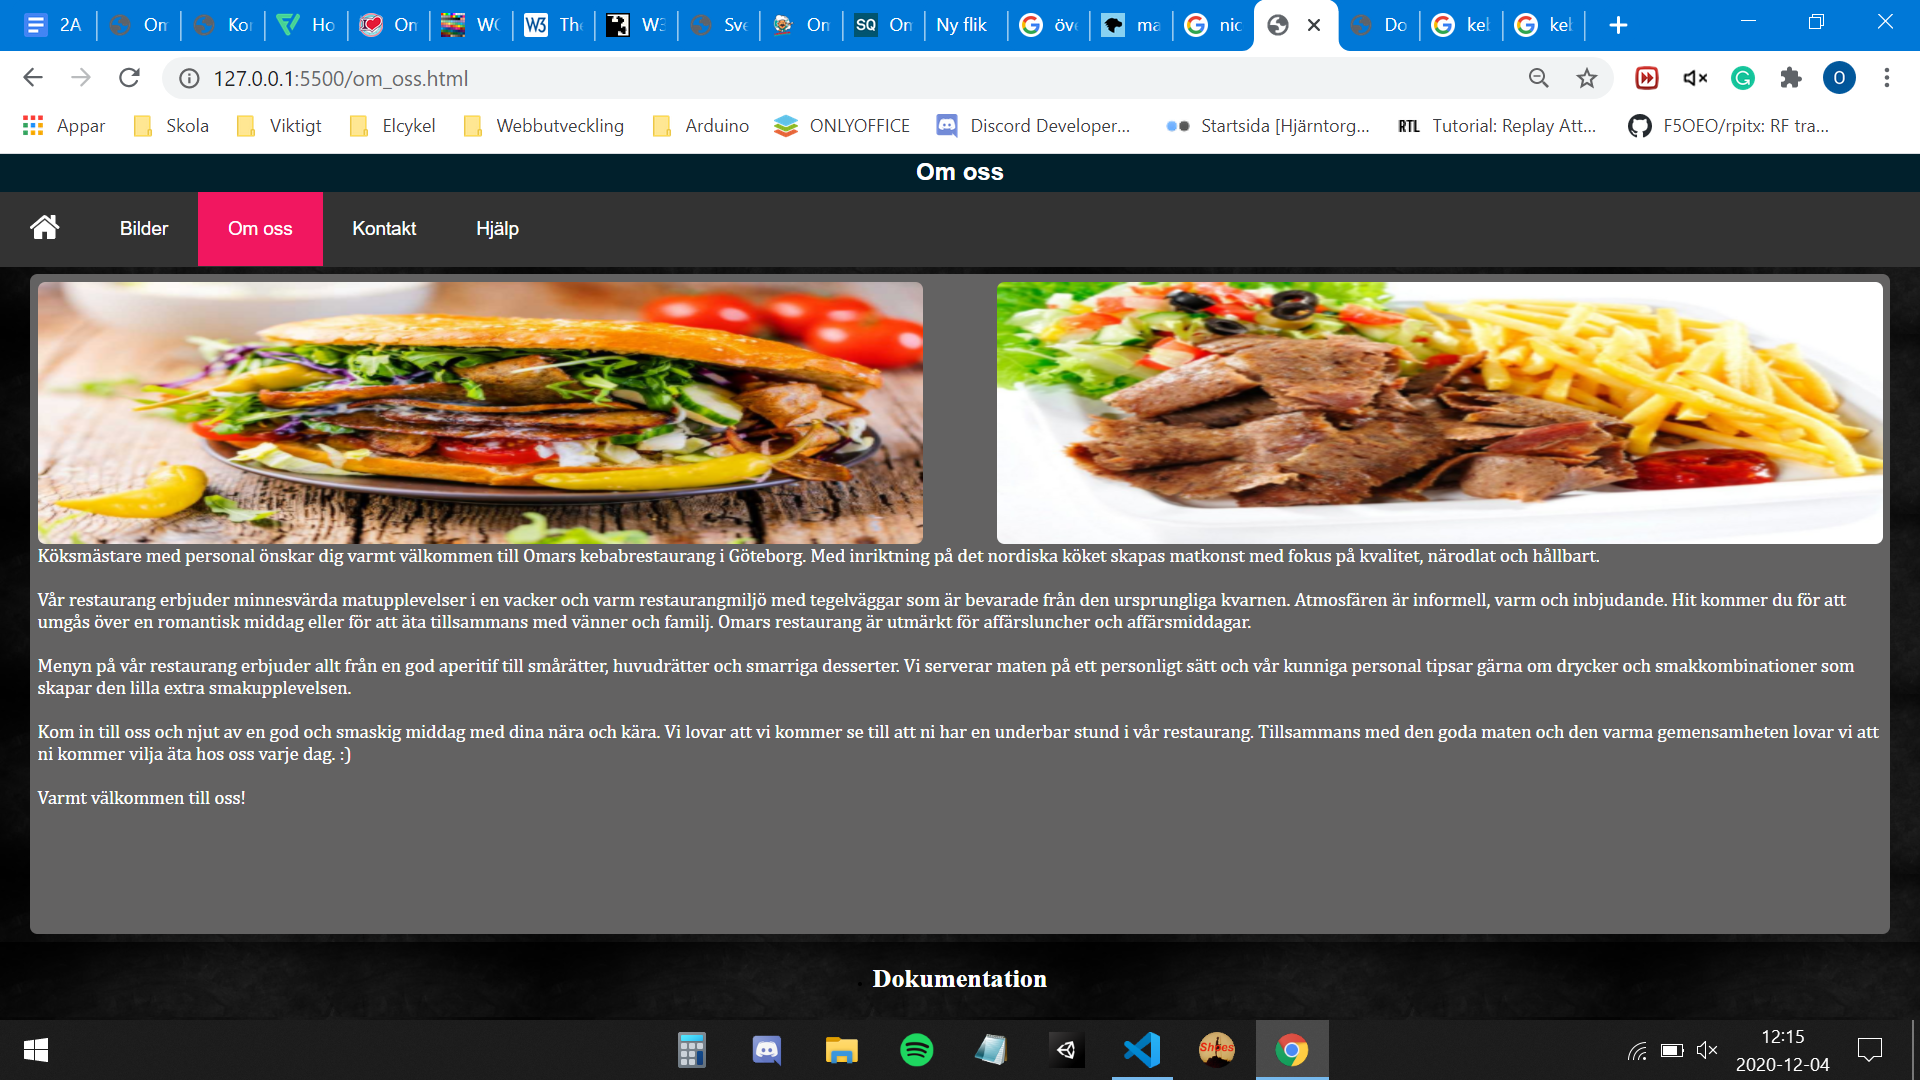 2A Om Kor Ho Om WC The W3 Sve Om Om Ny flik öve ma nic Do keb keb
127.0.0.1:5500/om_oss.html
Appar Skola Viktigt Elcykel Webbutveckling Arduino ONLYOFFICE Discord Developer... Startsida [Hjärntorg... RTL Tutorial: Replay Att... F5OEO/rpitx: RF tra...
Om oss
Bilder Om oss Kontakt Hjälp
Köksmästare med personal önskar dig varmt välkommen till Omars kebabrestaurang i Göteborg. Med inriktning på det nordiska köket skapas matkonst med fokus på kvalitet, närodlat och hållbart.
Vår restaurang erbjuder minnesvärda matupplevelser i en vacker och varm restaurangmiljö med tegelväggar som är bevarade från den ursprungliga kvarnen. Atmosfären är informell, varm och inbjudande. Hit kommer du för att
umgås över en romantisk middag eller för att äta tillsammans med vänner och familj. Omars restaurang är utmärkt för affärsluncher och affärsmiddagar.
Menyn på vår restaurang erbjuder allt från en god aperitif till smårätter, huvudrätter och smarriga desserter. Vi serverar maten på ett personligt sätt och vår kunniga personal tipsar gärna om drycker och smakkombinationer som
skapar den lilla extra smakupplevelsen.
Kom in till oss och njut av en god och smaskig middag med dina nära och kära. Vi lovar att vi kommer se till att ni har en underbar stund i vår restaurang. Tillsammans med den goda maten och den varma gemensamheten lovar vi att
ni kommer vilja äta hos oss varje dag. :)
Varmt välkommen till oss!
Dokumentation
12:15
2020-12-04